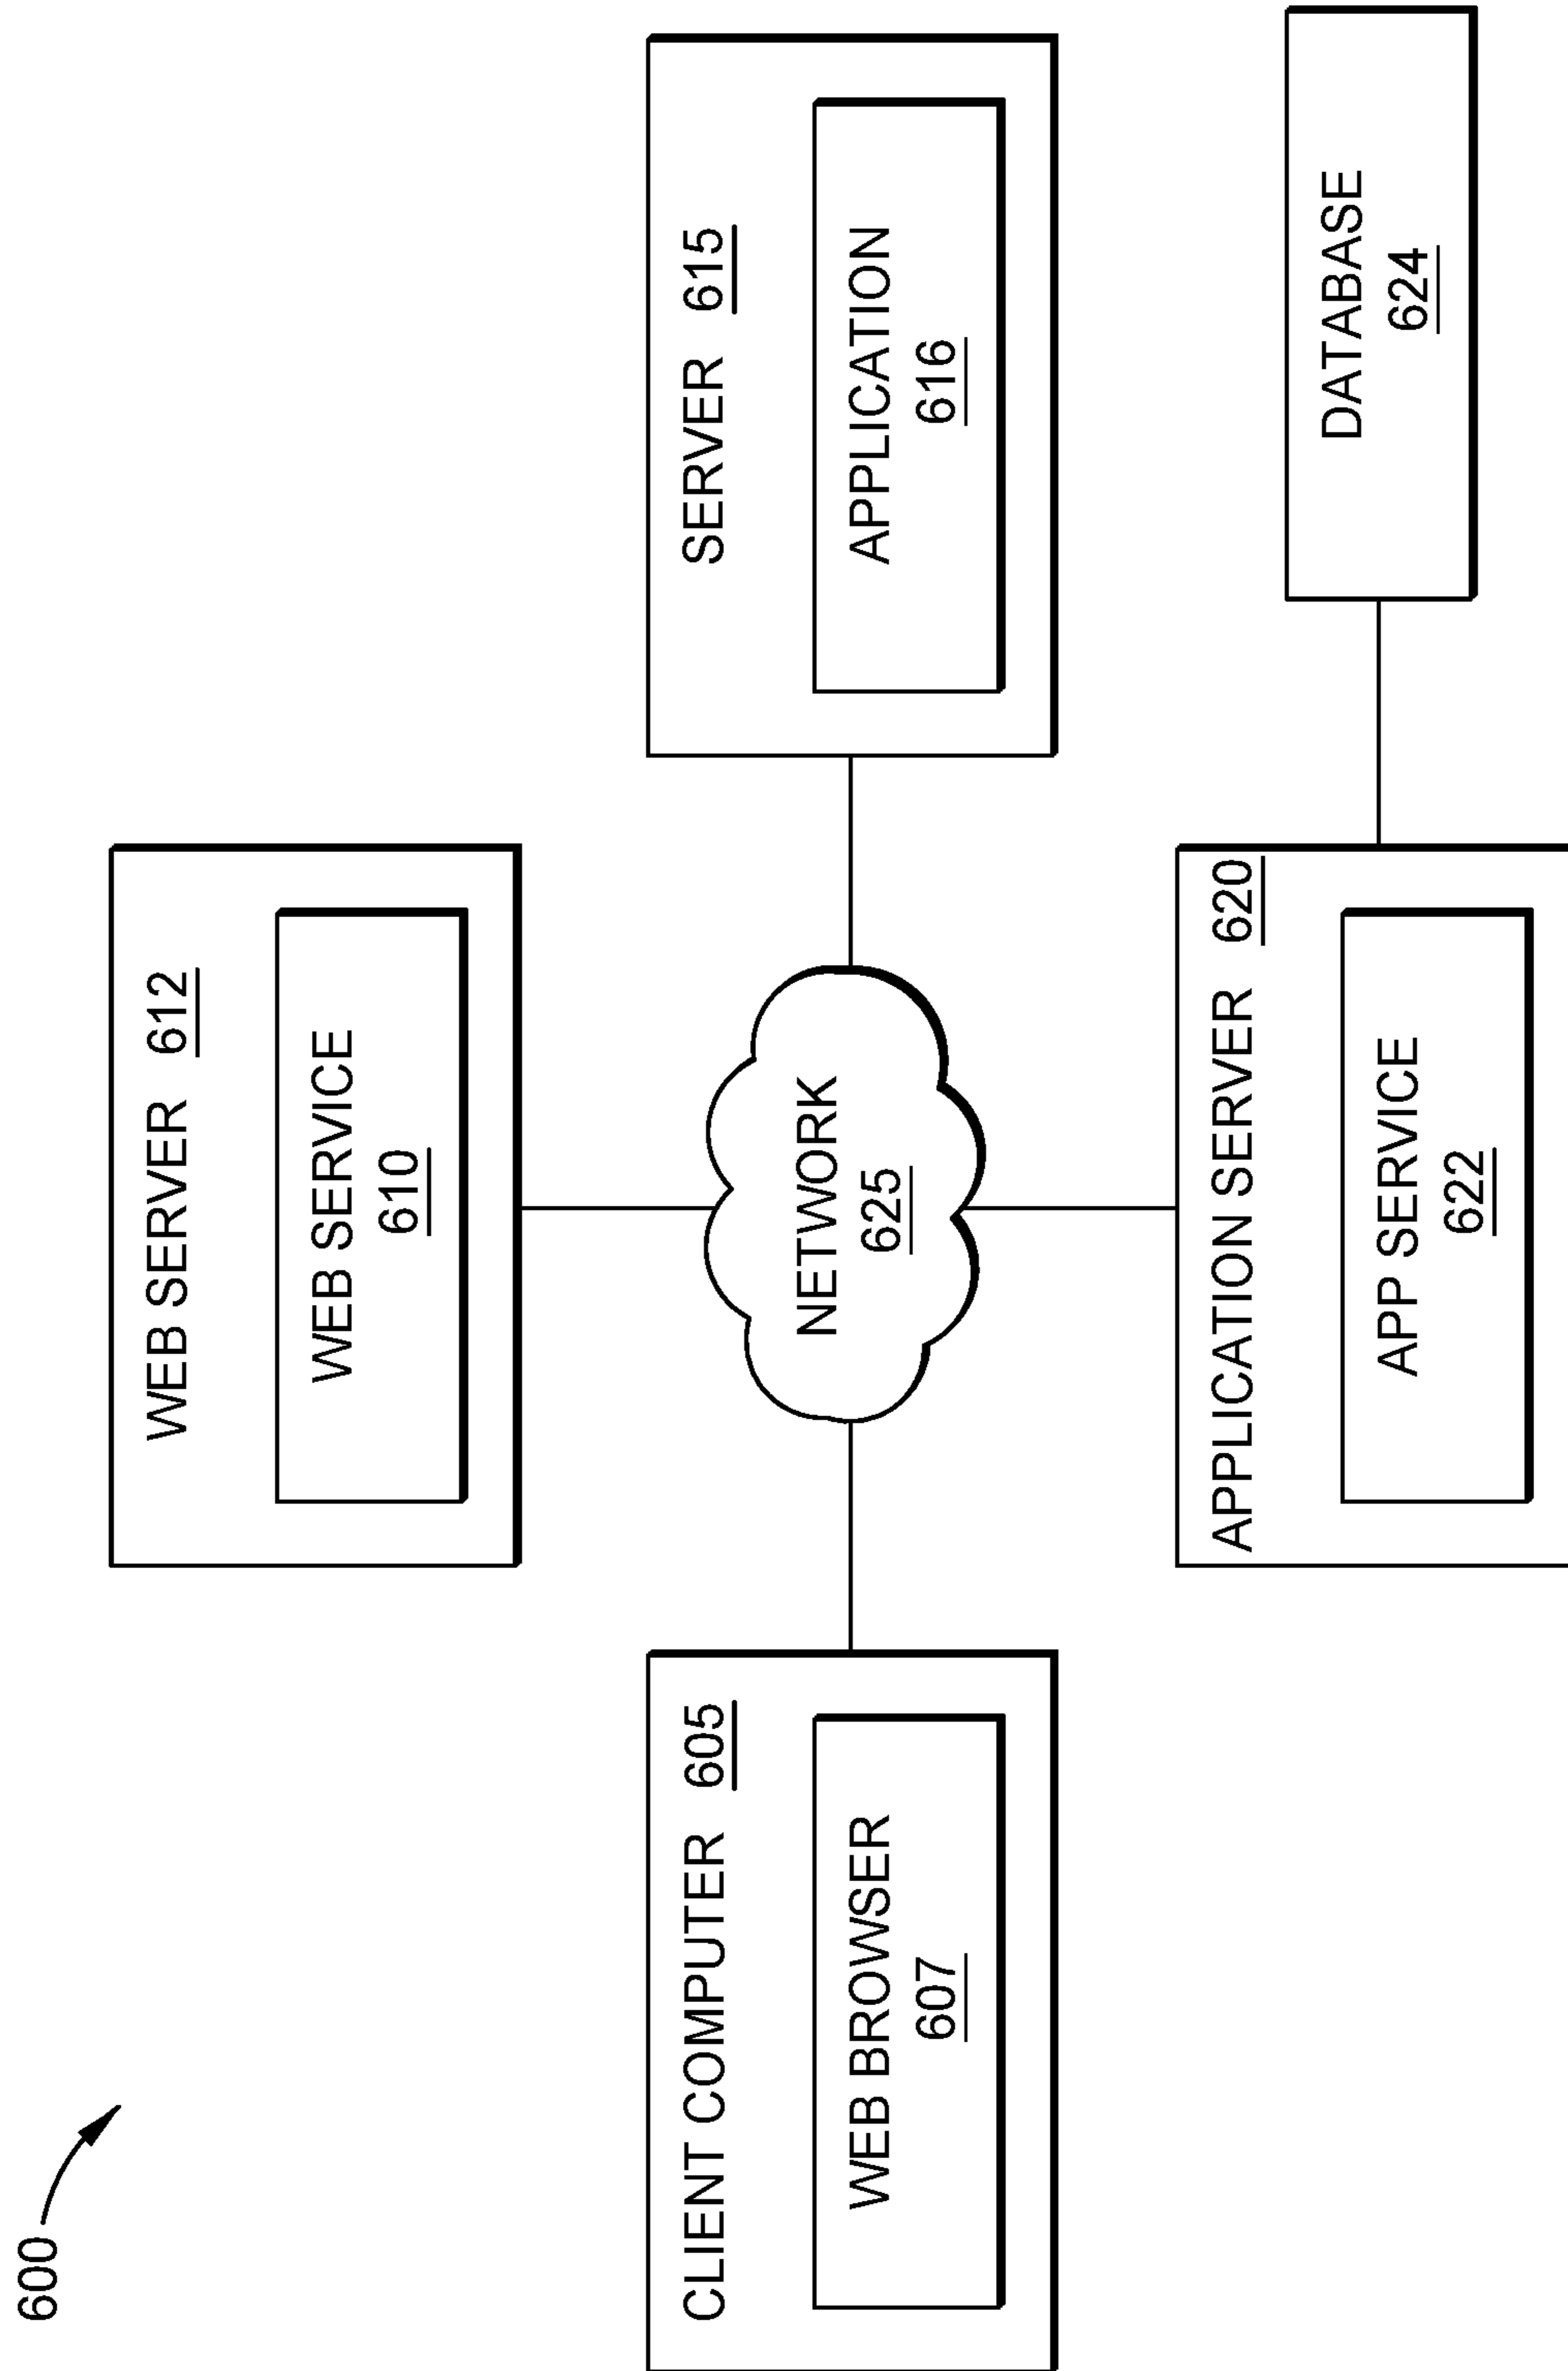 600
WEB SERVER 612
WEB SERVICE
610
CLIENT COMPUTER 605
WEB BROWSER
607
NETWORK
625
SERVER 615
APPLICATION
616
APPLICATION SERVER 620
APP SERVICE
622
DATABASE
624